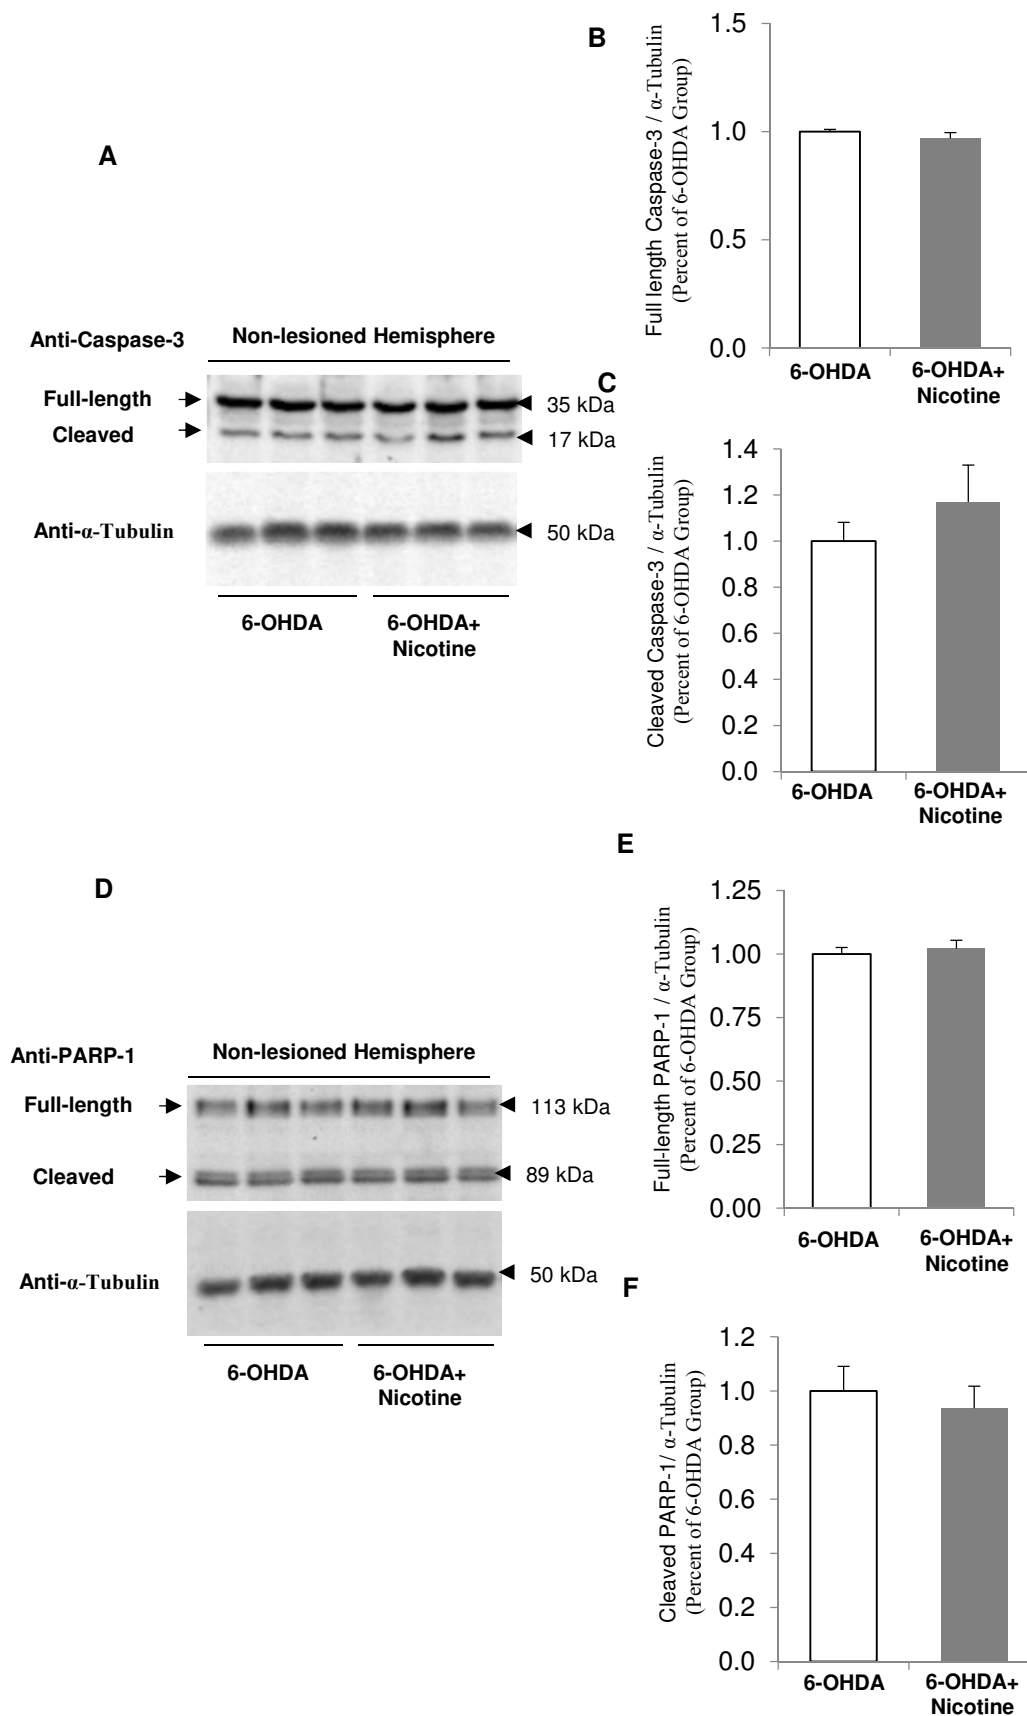 A
Anti-Caspase-3
Non-lesioned Hemisphere
Full-length
35 kDa
Cleaved
17 kDa
Anti-α-Tubulin
50 kDa
6-OHDA
6-OHDA+
Nicotine
B
Full length Caspase-3 / α-Tubulin
(Percent of 6-OHDA Group)
1.5
1.0
0.5
0.0
6-OHDA
6-OHDA+
Nicotine
C
Cleaved Caspase-3 / α-Tubulin
(Percent of 6-OHDA Group)
1.4
1.2
1.0
0.8
0.6
0.4
0.2
0.0
6-OHDA
6-OHDA+
Nicotine
D
Anti-PARP-1
Non-lesioned Hemisphere
Full-length
113 kDa
Cleaved
89 kDa
Anti-α-Tubulin
50 kDa
6-OHDA
6-OHDA+
Nicotine
E
Full-length PARP-1 / α-Tubulin
(Percent of 6-OHDA Group)
1.25
1.00
0.75
0.50
0.25
0.00
6-OHDA
6-OHDA+
Nicotine
F
Cleaved PARP-1/ α-Tubulin
(Percent of 6-OHDA Group)
1.2
1.0
0.8
0.6
0.4
0.2
0.0
6-OHDA
6-OHDA+
Nicotine